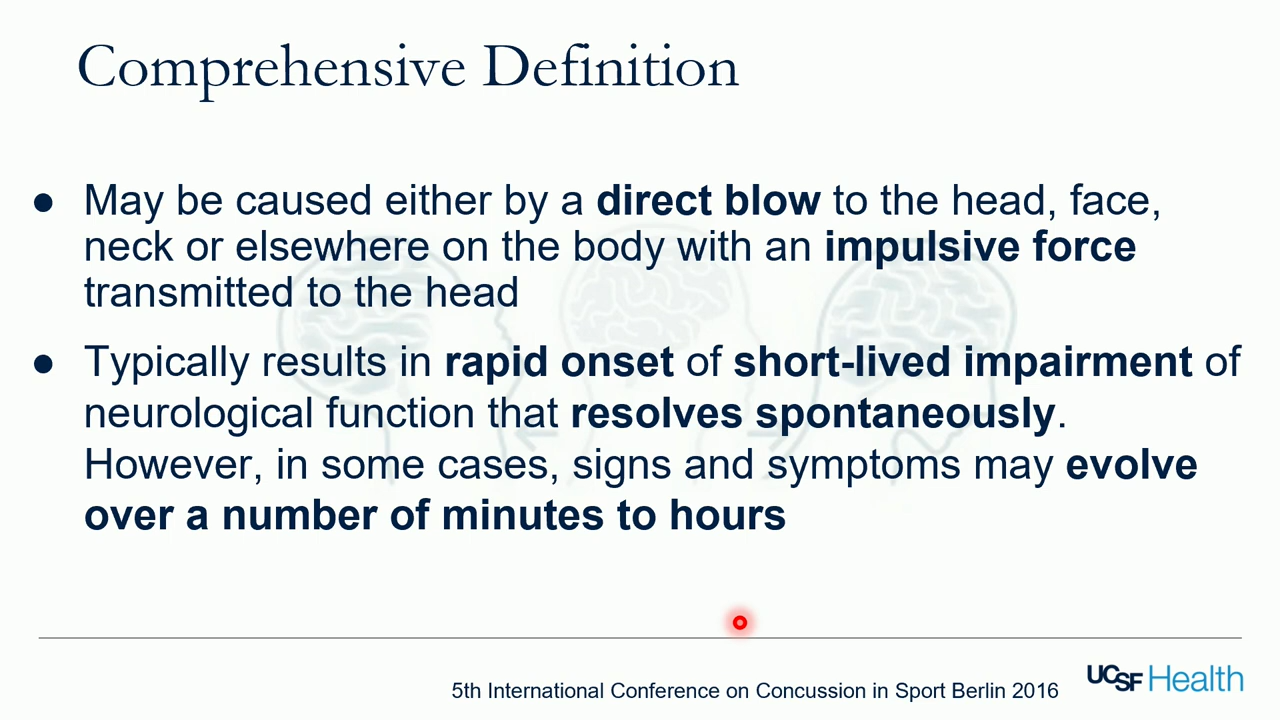 Comprehensive Definition
● May be caused either by a direct blow to the head, face,
neck or elsewhere on the body with an impulsive force
transmitted to the head
● Typically results in rapid onset of short-lived impairment of
neurological function that resolves spontaneously.
However, in some cases, signs and symptoms may evolve
over a number of minutes to hours
5th International Conference on Concussion in Sport Berlin 2016
UCSF Health